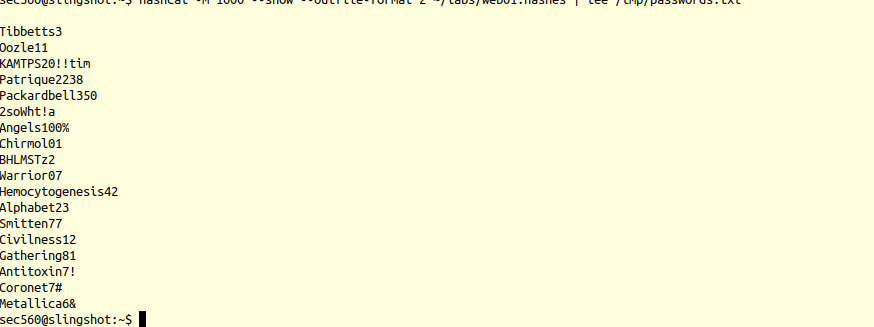 sec560@slingshot:~$ hashcat -m 1000 --show --outfile-format 2 ~/labs/web01.hashes | tee /tmp/passwords.txt
Tibbetts3
Oozle11
KAMTPS20!!tim
Patrique2238
Packardbell350
2soWht!a
Angels100%
Chirmol01
BHLMSTz2
Warrior07
Hemocytogenesis42
Alphabet23
Smitten77
Civilness12
Gathering81
Antitoxin7!
Coronet7#
Metallica6&
sec560@slingshot:~$